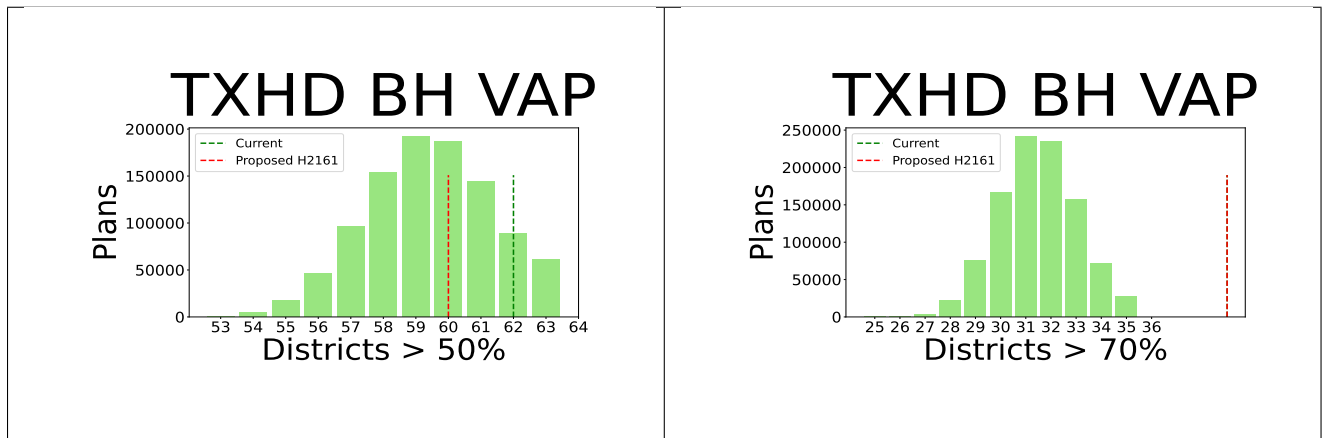 TXHD BH VAP
200000
150000
100000
50000
0
Current
Proposed H2161
Plans
53 54 55 56 57 58 59 60 61 62 63 64
Districts > 50%
TXHD BH VAP
250000
200000
150000
100000
50000
0
Current
Proposed H2161
Plans
25 26 27 28 29 30 31 32 33 34 35 36
Districts > 70%